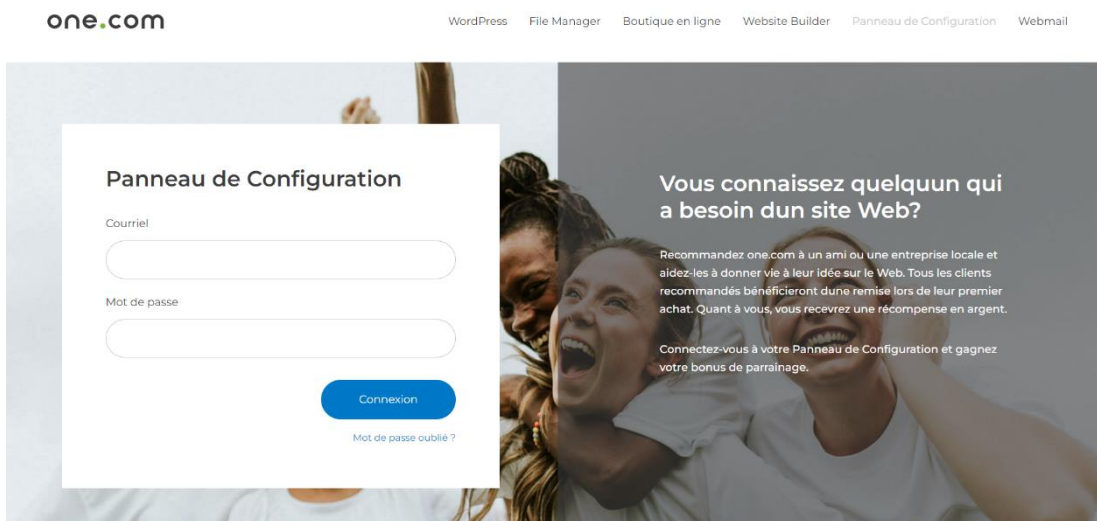 one.com
WordPress File Manager Boutique en ligne Website Builder Panneau de Configuration Webmail
Panneau de Configuration
Courriel
Mot de passe
Connexion
Mot de passe oublié ?
Vous connaissez quelquun qui
a besoin dun site Web?
Recommandez one.com à un ami ou une entreprise locale et
aidez-les à donner vie à leur idée sur le Web. Tous les clients
recommandés bénéficieront dune remise lors de leur premier
achat. Quant à vous, vous recevrez une récompense en argent.
Connectez-vous à votre Panneau de Configuration et gagnez
votre bonus de parrainage.